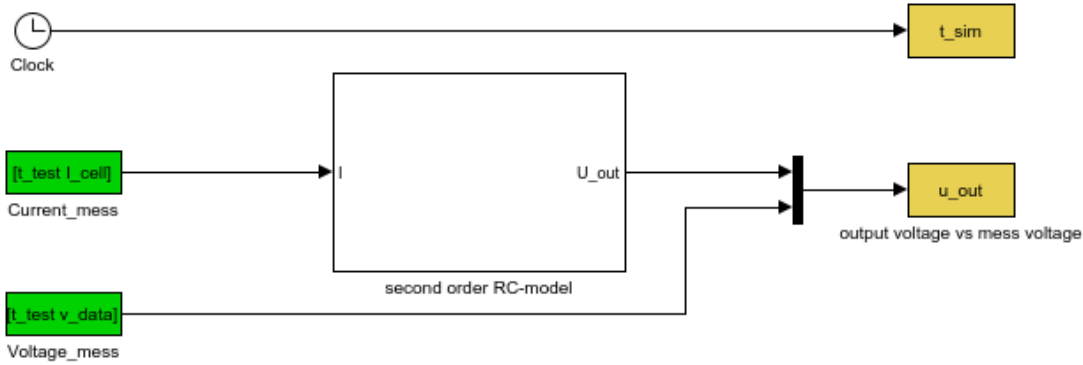 t_sim
Clock
[t_test I_cell]
I
U_out
Current_mess
u_out
output voltage vs mess voltage
second order RC-model
[t_test v_data]
Voltage_mess